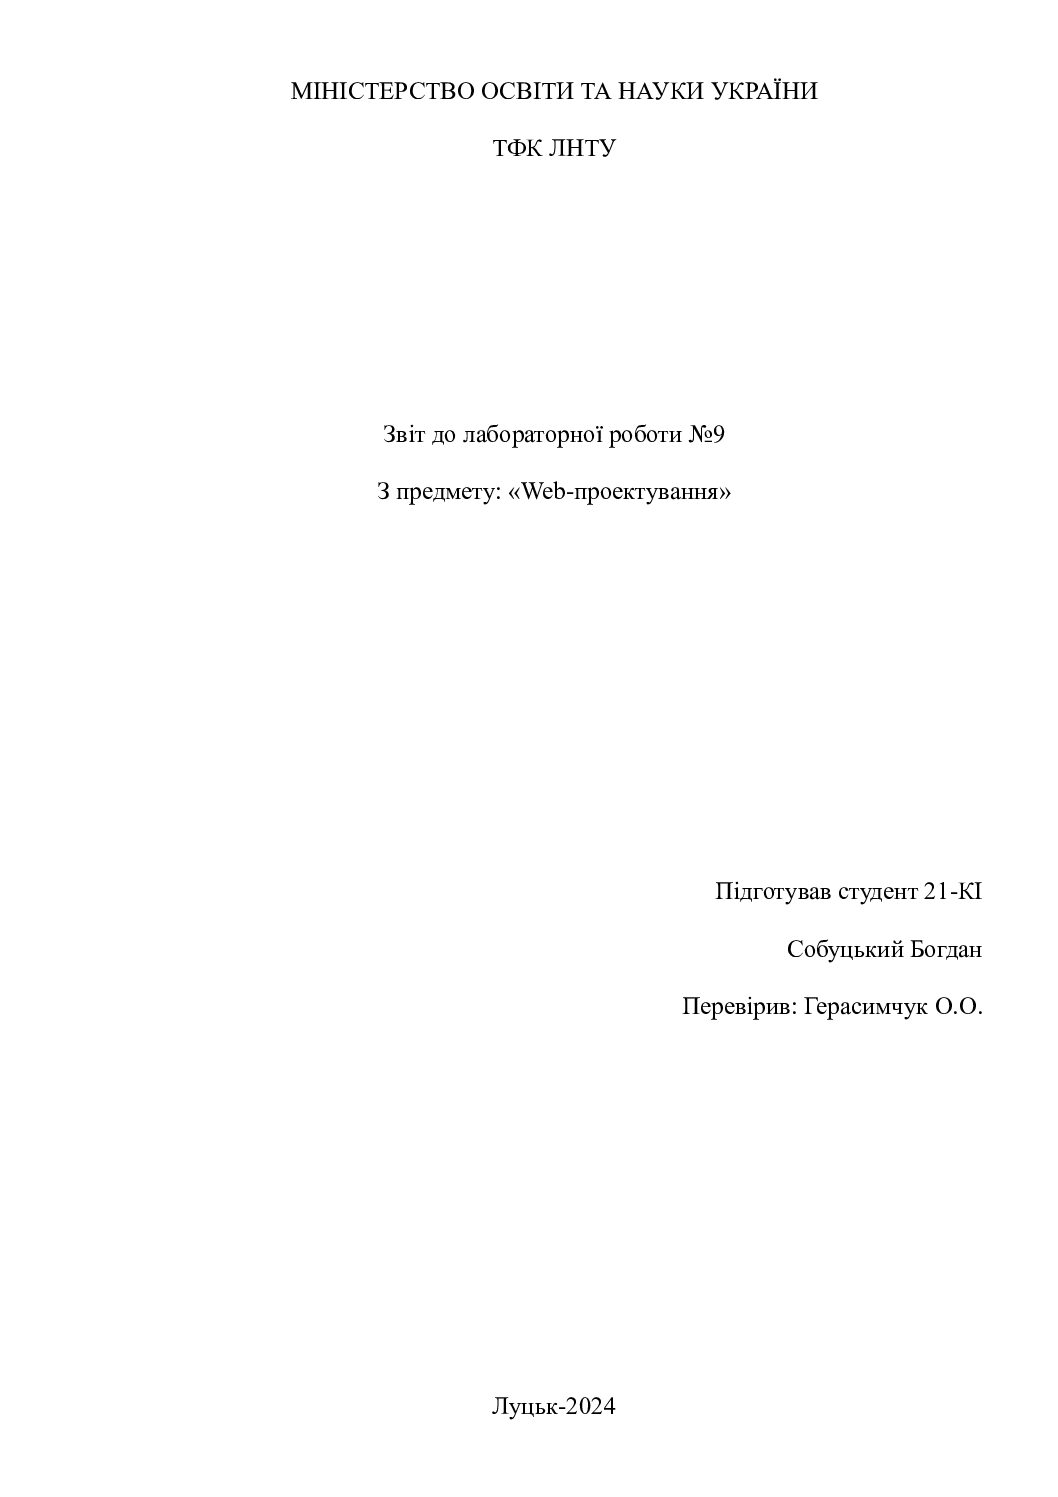 МІНІСТЕРСТВО ОСВІТИ ТА НАУКИ УКРАЇНИ
ТФК ЛНТУ
Звіт до лабораторної роботи №9
З предмету: «Web-проектування»
Підготував студент 21-КІ
Собуцький Богдан
Перевірив: Герасимчук О.О.
Луцьк-2024